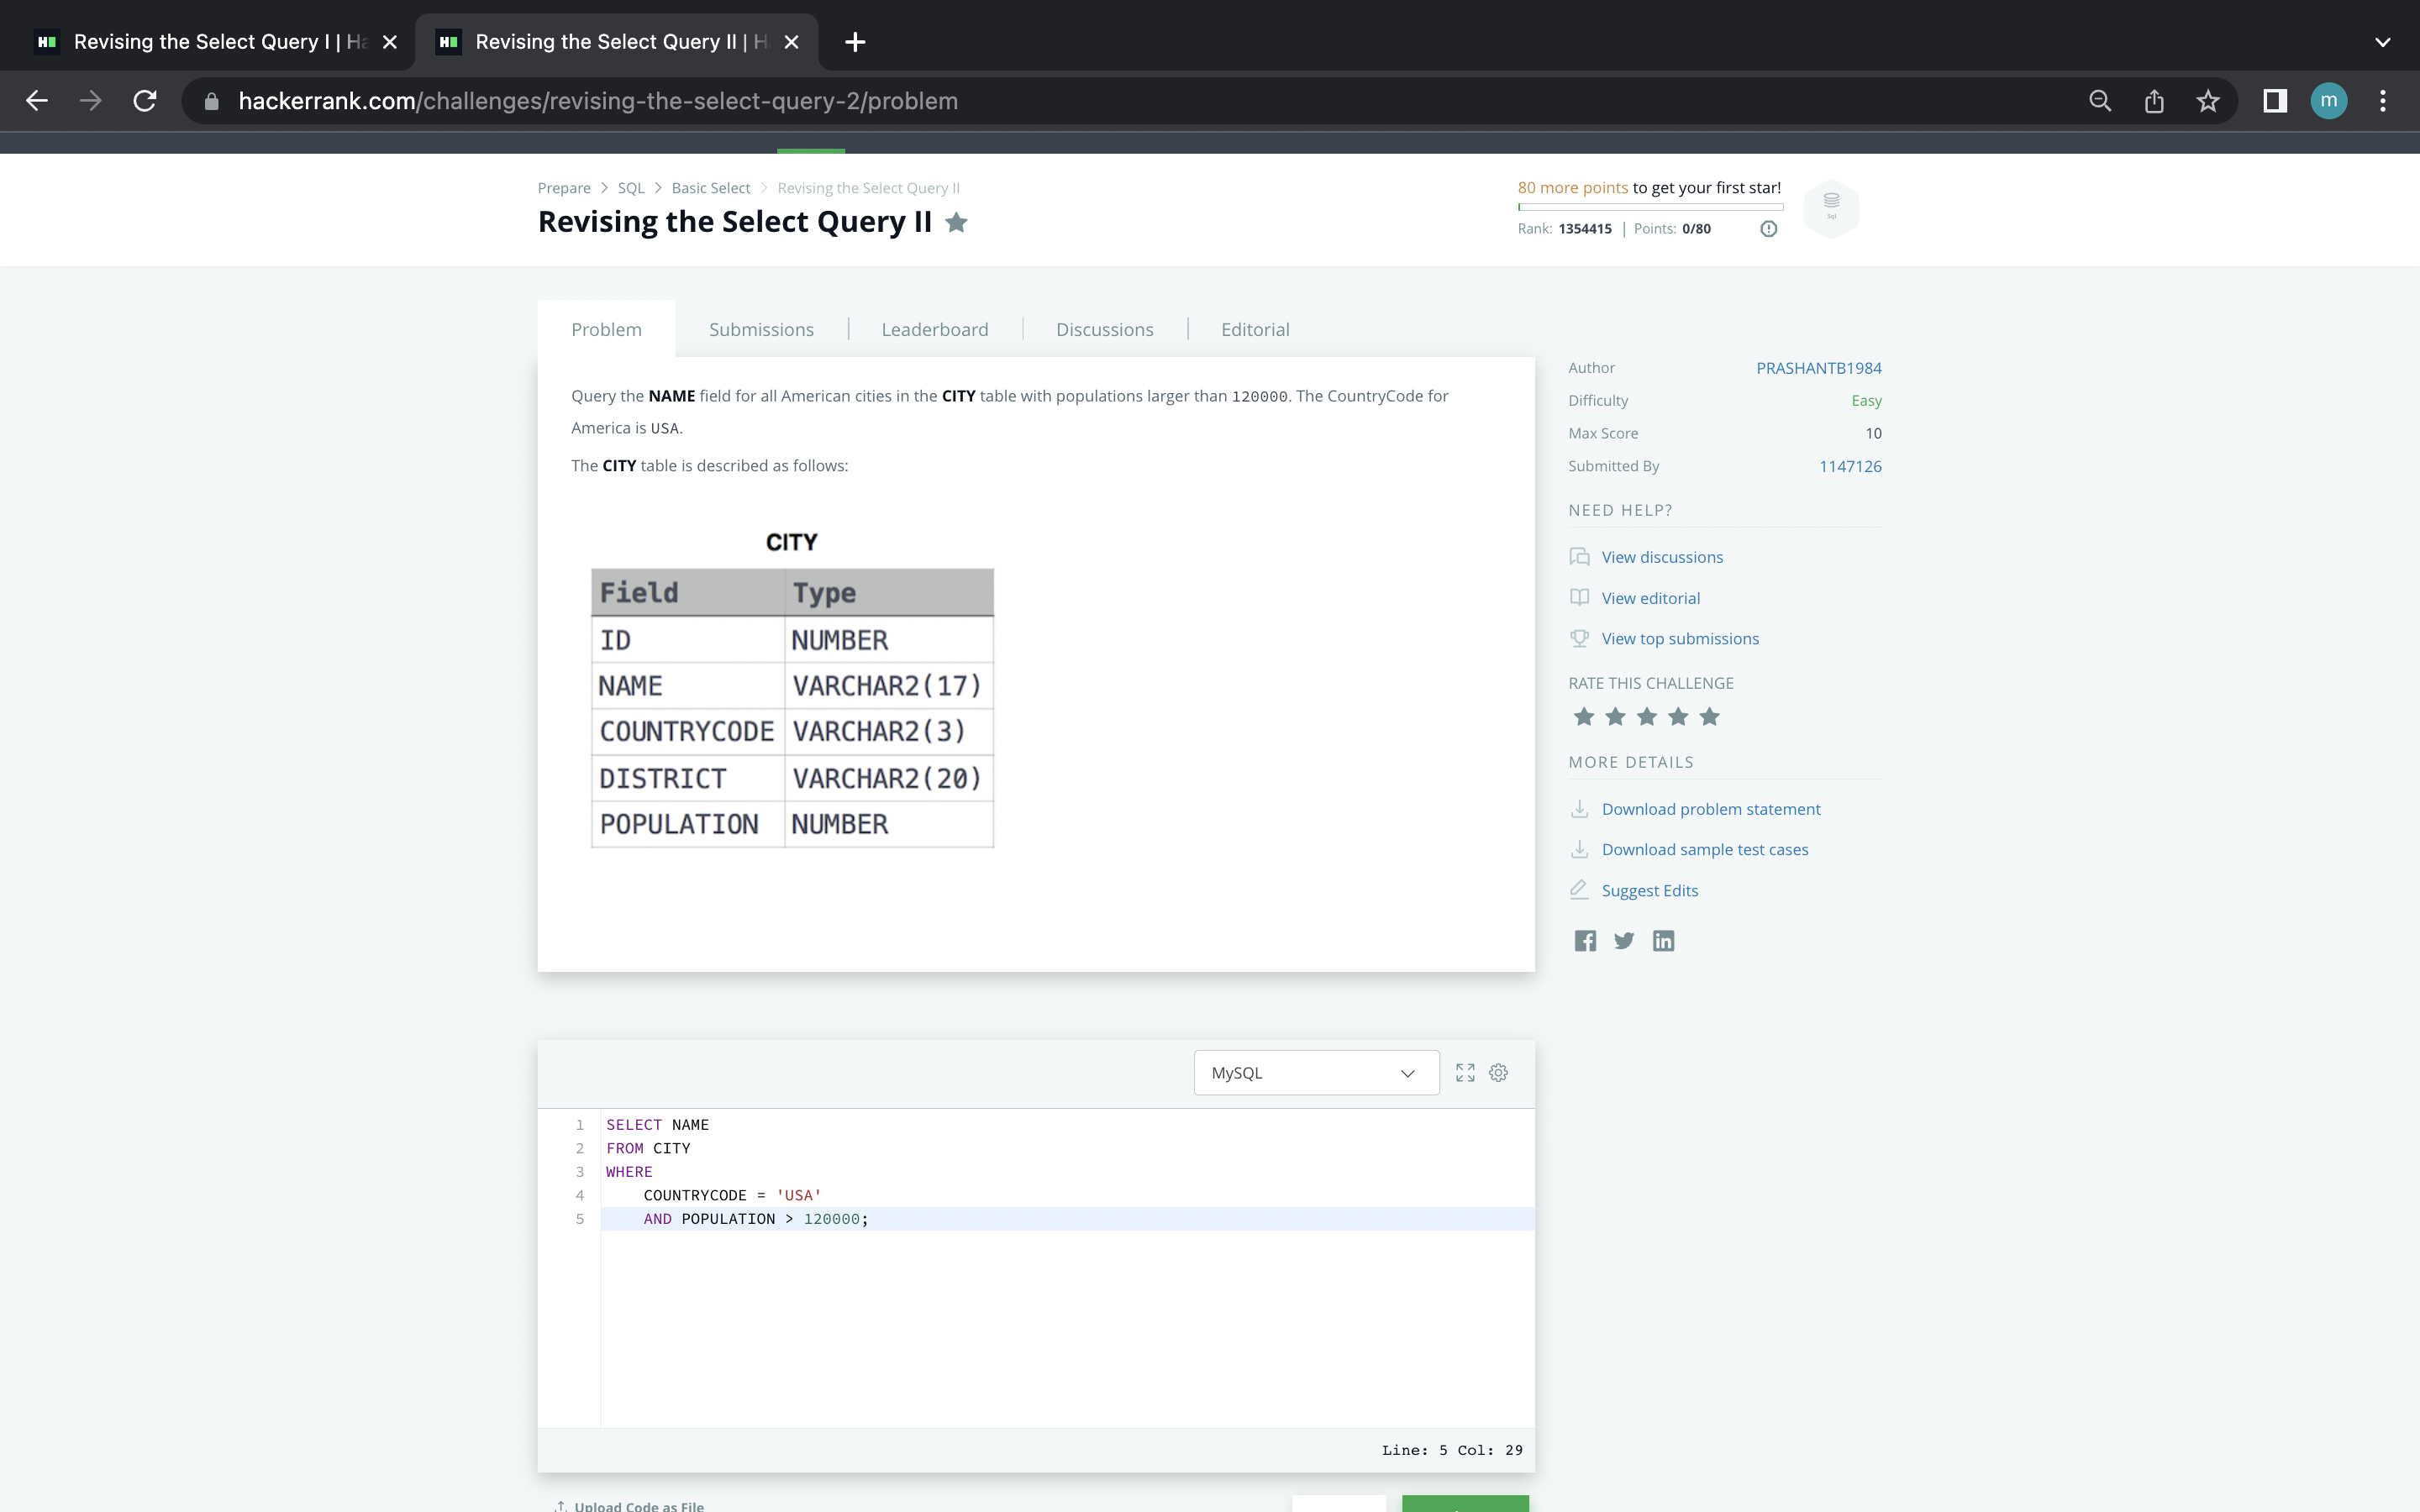 Revising the Select Query I | Ha
Revising the Select Query II | H
hackerrank.com/challenges/revising-the-select-query-2/problem
m
Prepare > SQL > Basic Select > Revising the Select Query II
Revising the Select Query II
80 more points to get your first star!
Rank: 1354415 | Points: 0/80
Sql
Problem
Submissions
Leaderboard
Discussions
Editorial
Query the NAME field for all American cities in the CITY table with populations larger than 120000. The CountryCode for
America is USA.
The CITY table is described as follows:
CITY
Field Type
ID NUMBER
NAME VARCHAR2(17)
COUNTRYCODE VARCHAR2(3)
DISTRICT VARCHAR2(20)
POPULATION NUMBER
Author PRASHANTB1984
Difficulty Easy
Max Score 10
Submitted By 1147126
NEED HELP?
View discussions
View editorial
View top submissions
RATE THIS CHALLENGE
MORE DETAILS
Download problem statement
Download sample test cases
Suggest Edits
MySQL
1 SELECT NAME
2 FROM CITY
3 WHERE
4 COUNTRYCODE = 'USA'
5 AND POPULATION > 120000;
Line: 5 Col: 29
Upload Code as File